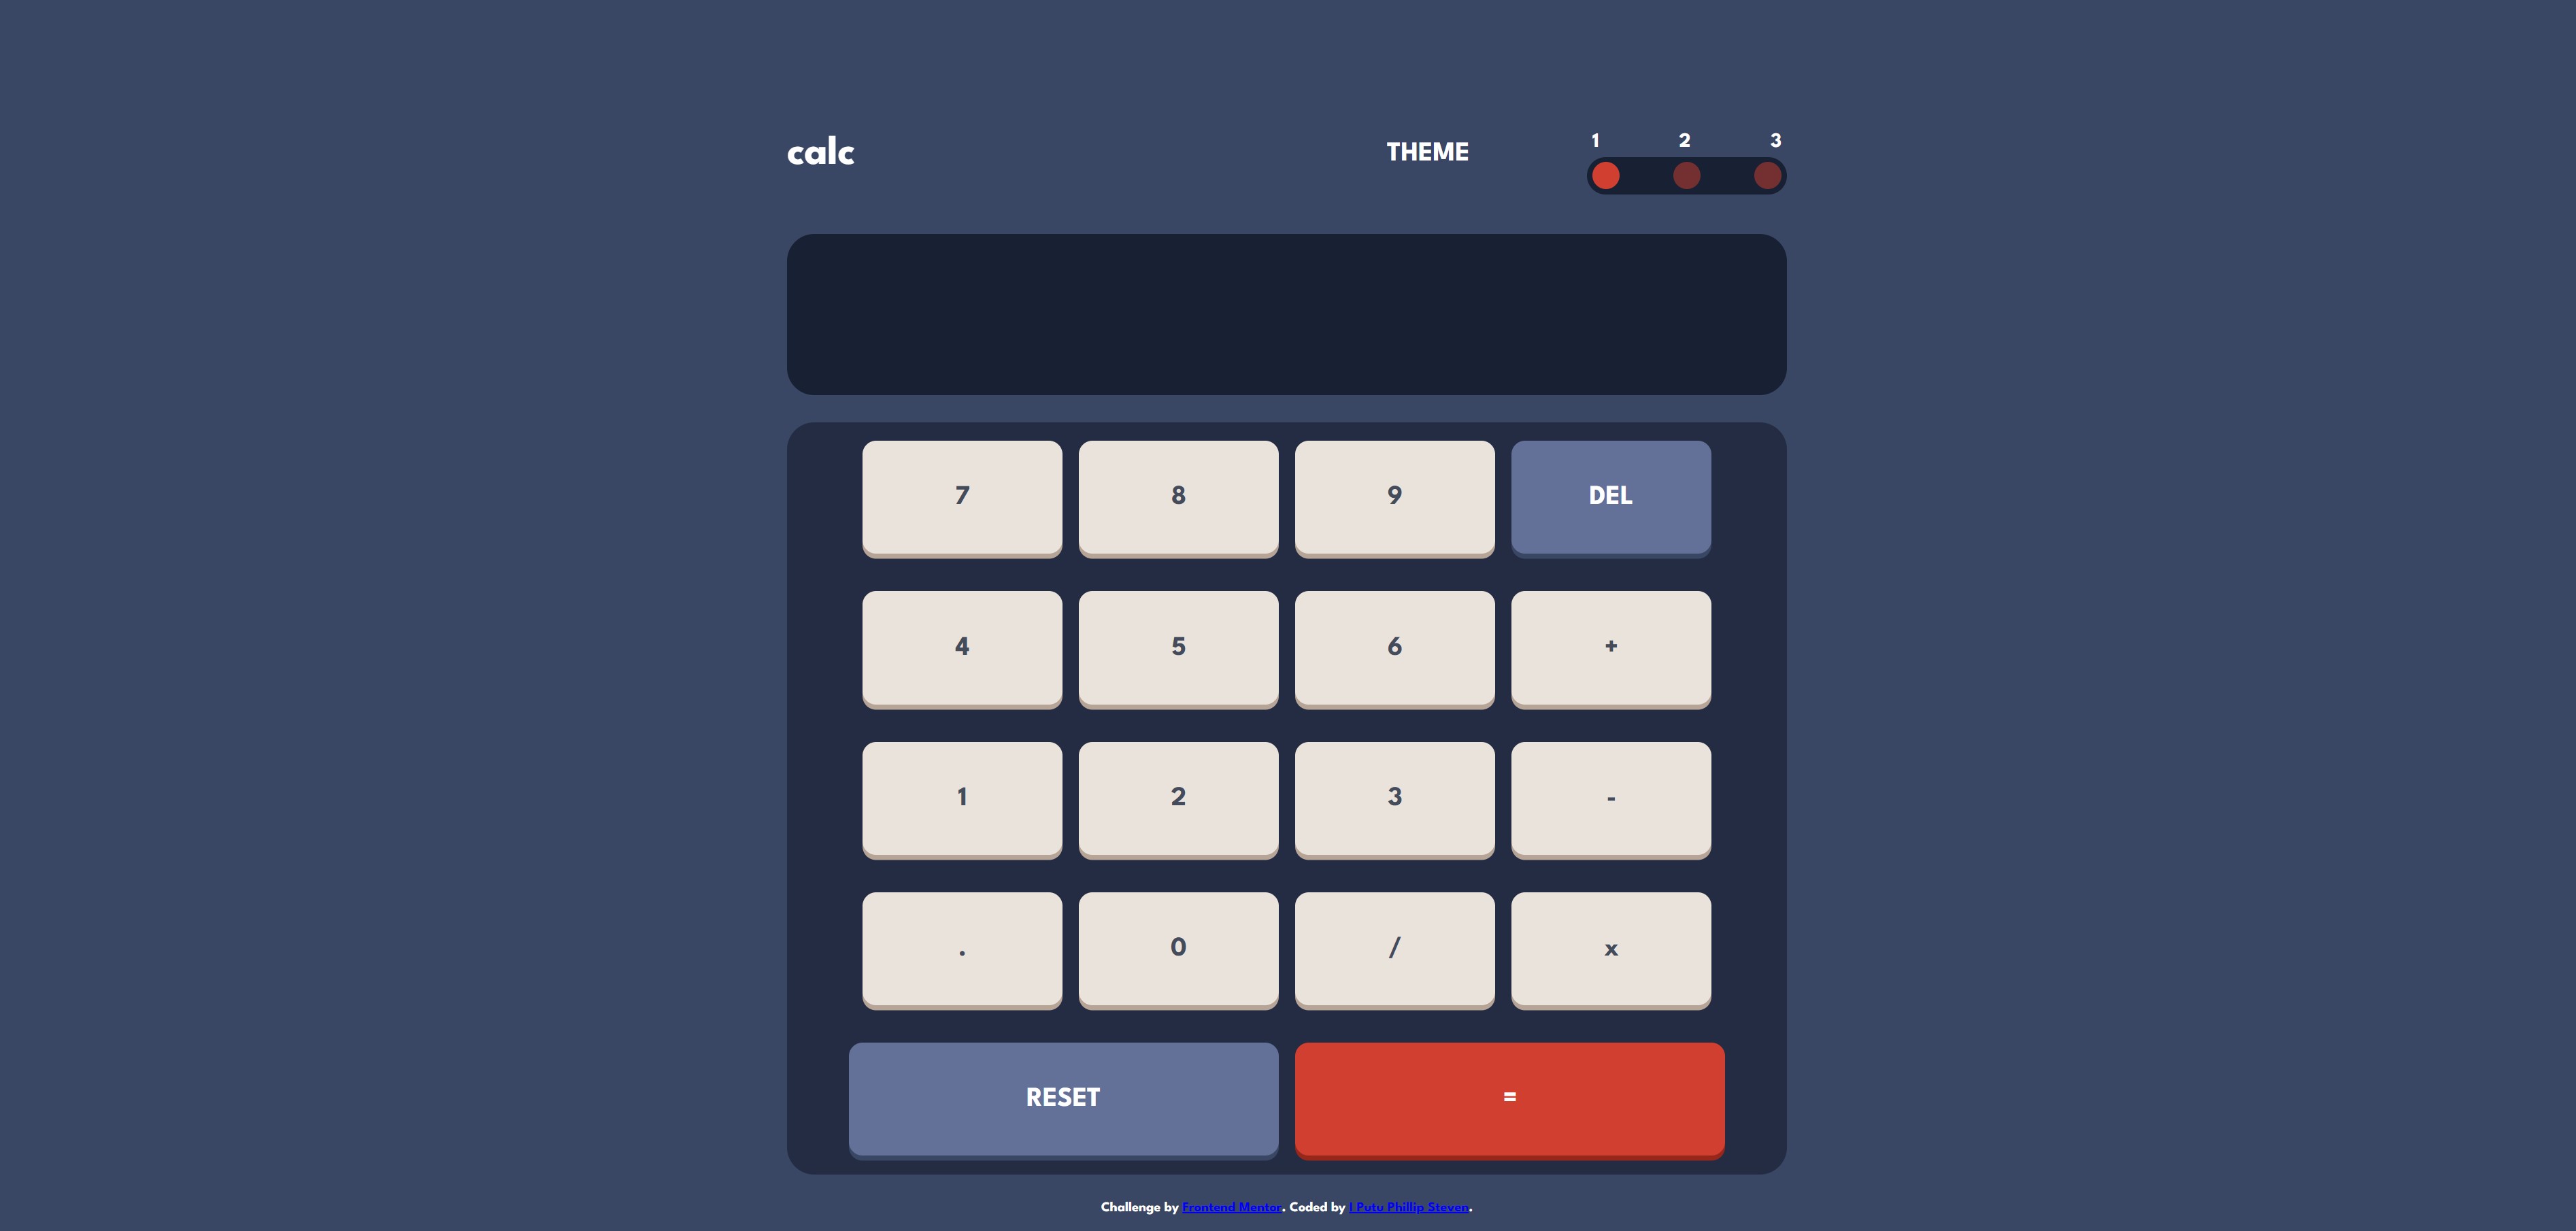 calc
THEME
1 2 3
7 8 9 DEL
4 5 6 +
1 2 3 -
. 0 / x
RESET =
Challenge by Frontend Mentor. Coded by I Putu Phillip Steven.